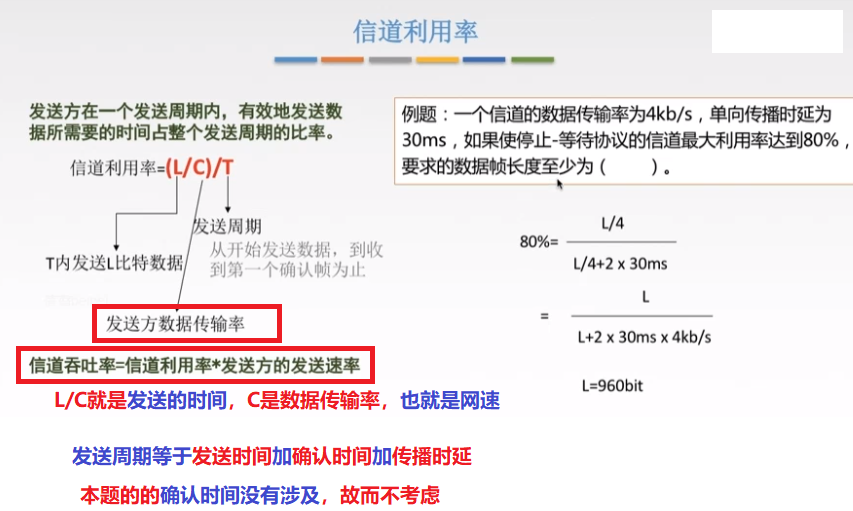 信道利用率
发送方在一个发送周期内，有效地发送数
据所需要的时间占整个发送周期的比率。
信道利用率=(L/C)/T
发送周期
从开始发送数据，到收
到第一个确认帧为止
T内发送L比特数据
发送方数据传输率
信道吞吐率=信道利用率*发送方的发送速率
例题：一个信道的数据传输率为4kb/s，单向传播时延为
30ms，如果使停止-等待协议的信道最大利用率达到80%，
要求的数据帧长度至少为（ ）。
L/4
80%=
L/4+2 x 30ms
L
=
L+2 x 30ms x 4kb/s
L=960bit
L/C就是发送的时间，C是数据传输率，也就是网速
发送周期等于发送时间加确认时间加传播时延
本题的的确认时间没有涉及，故而不考虑